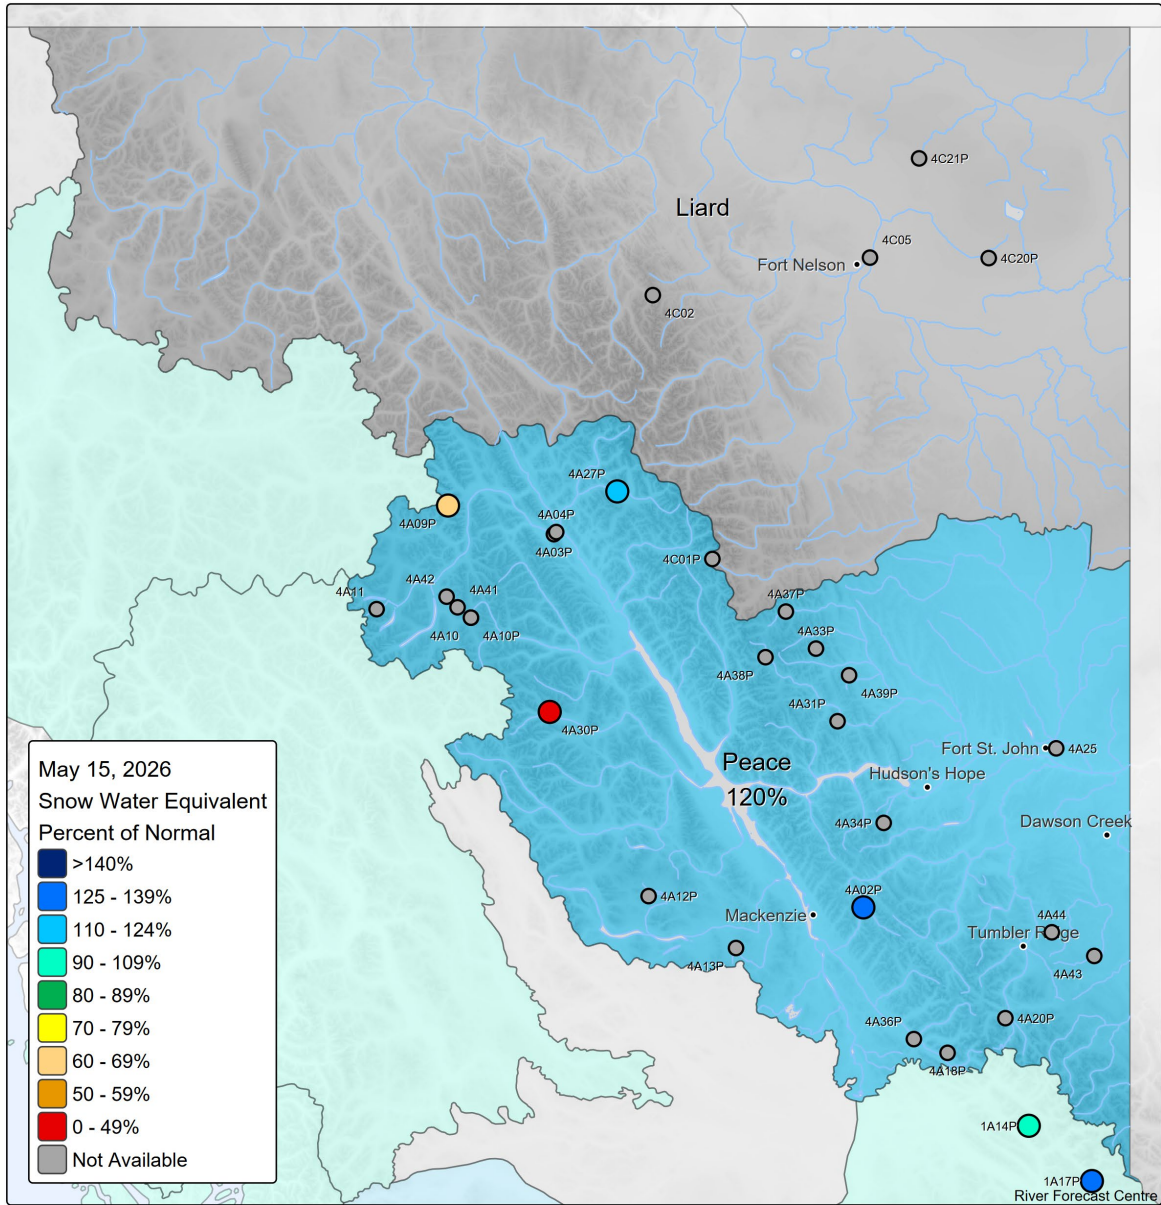 4C21P
Liard
4C05
Fort Nelson
4C20P
4C02
4A27P
4A09P
4A04P
4A03P
4C01P
4A42
4A11
4A41
4A37P
4A10
4A10P
4A33P
4A38P
4A39P
4A31P
4A30P
Fort St. John
4A25
Peace
120%
Hudson's Hope
4A34P
Dawson Creek
4A12P
4A02P
Mackenzie
4A44
Tumbler Ridge
4A13P
4A43
4A36P
4A20P
4A18P
1A14P
1A17P
May 15, 2026
Snow Water Equivalent
Percent of Normal
>140%
125 - 139%
110 - 124%
90 - 109%
80 - 89%
70 - 79%
60 - 69%
50 - 59%
0 - 49%
Not Available
River Forecast Centre